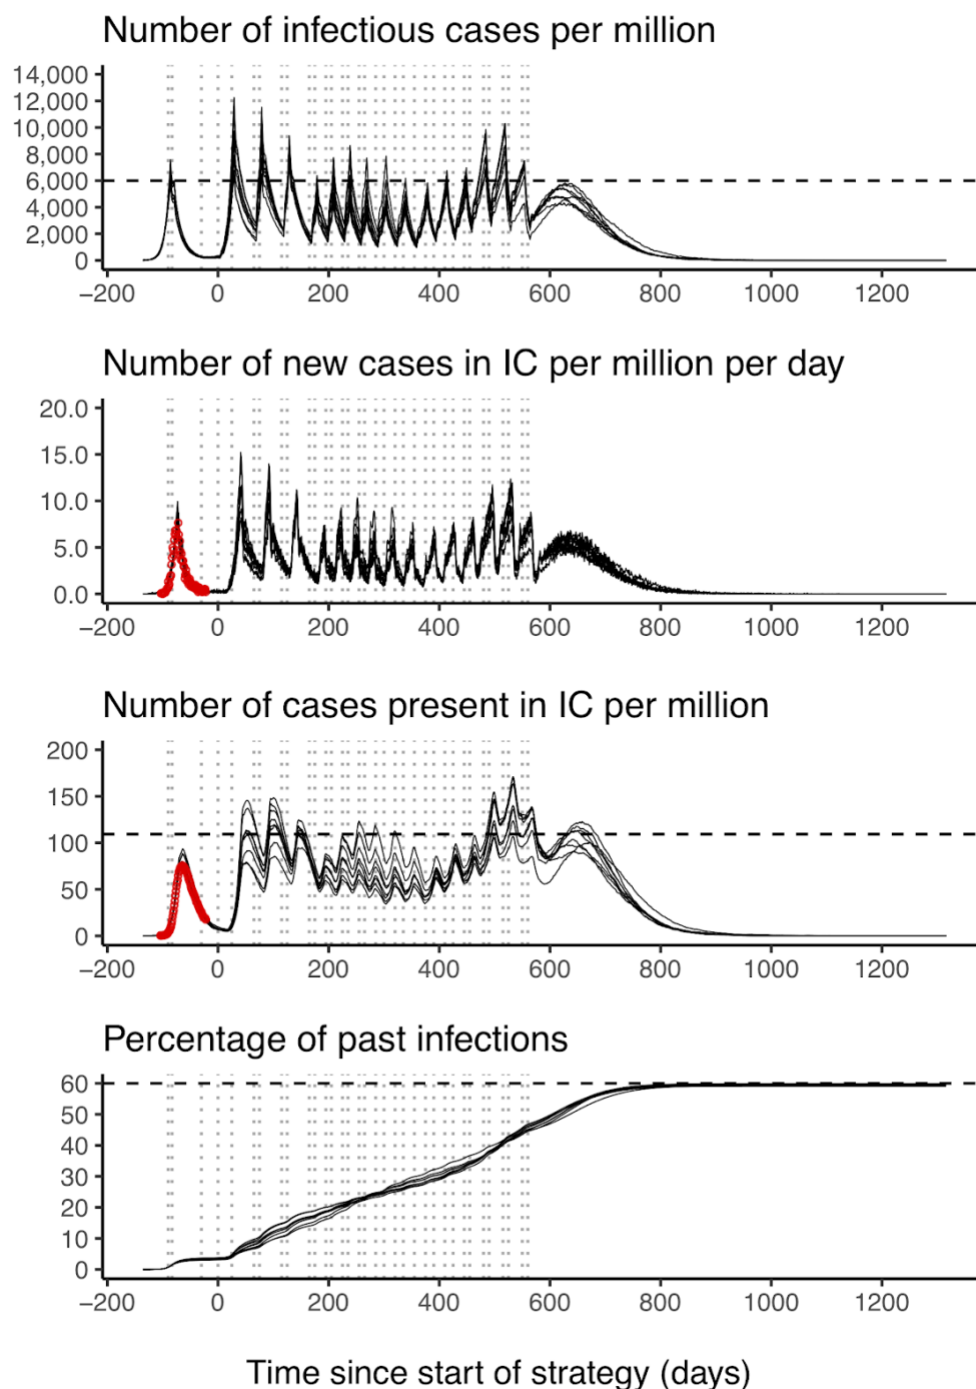 Number of infectious cases per million
14,000
12,000
10,000
8,000
6,000
4,000
2,000
0
−200 0 200 400 600 800 1000 1200
Number of new cases in IC per million per day
20.0
15.0
10.0
5.0
0.0
−200 0 200 400 600 800 1000 1200
Number of cases present in IC per million
200
150
100
50
0
−200 0 200 400 600 800 1000 1200
Percentage of past infections
60
50
40
30
20
10
0
−200 0 200 400 600 800 1000 1200
Time since start of strategy (days)